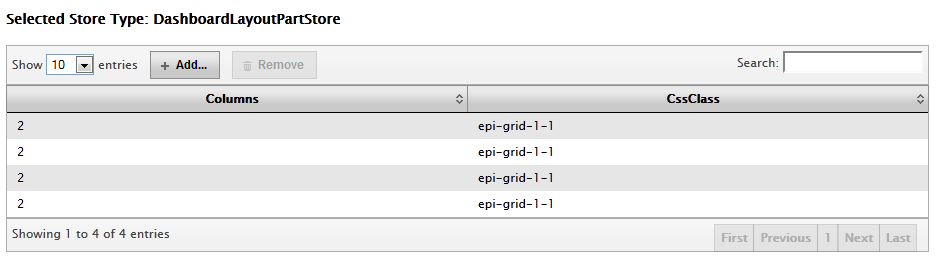 Selected Store Type: DashboardLayoutPartStore
Show 10 entries + Add... Remove Search:
Columns CssClass
2 epi-grid-1-1
2 epi-grid-1-1
2 epi-grid-1-1
2 epi-grid-1-1
Showing 1 to 4 of 4 entries First Previous 1 Next Last